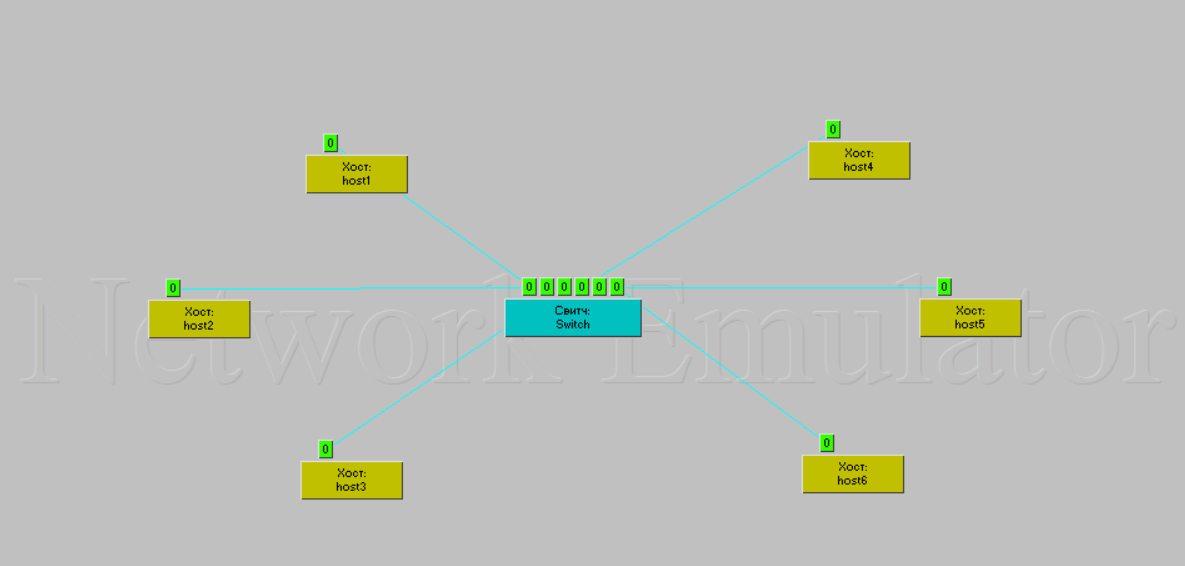 0
0
Хост:
host1
Хост:
host4
0
0 0 0 0 0 0
0
Хост:
host2
Свитч:
Switch
Хост:
host5
Network Emulator
0
0
Хост:
host3
Хост:
host6